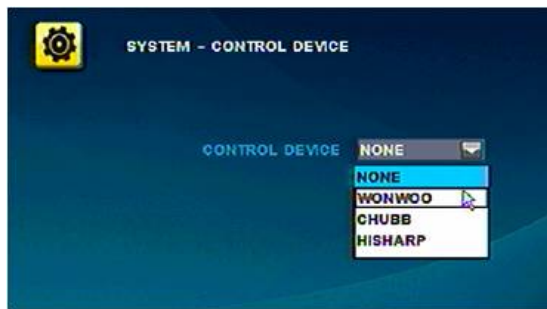 SYSTEM - CONTROL DEVICE
CONTROL DEVICE NONE
NONE
WONWOO
CHUBB
HISHARP